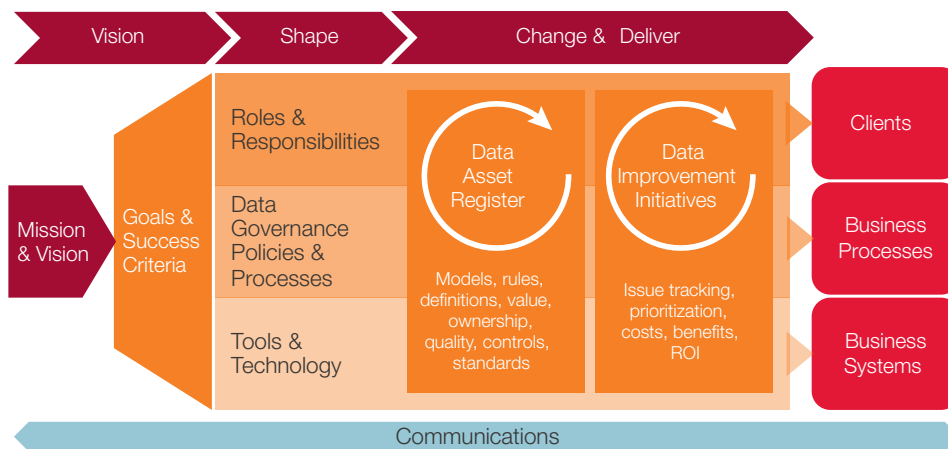 Vision
Shape
Change & Deliver
Mission
& Vision
Goals &
Success
Criteria
Roles &
Responsibilities
Data
Governance
Policies &
Processes
Tools &
Technology
Data
Asset
Register
Models, rules,
definitions, value,
ownership,
quality, controls,
standards
Data
Improvement
Initiatives
Issue tracking,
prioritization,
costs, benefits,
ROI
Clients
Business
Processes
Business
Systems
Communications